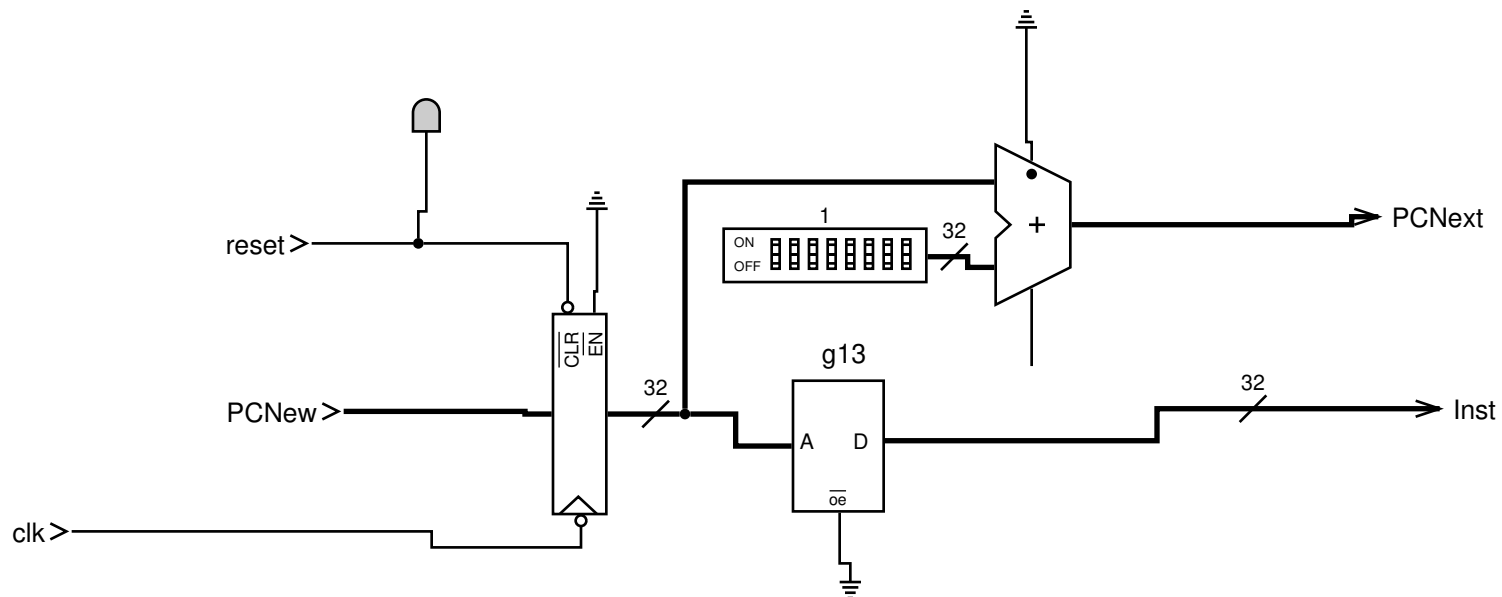 1
ON
OFF
32
+
PCNext
reset
CLR
EN
PCNew
32
g13
A
D
oe
32
Inst
clk